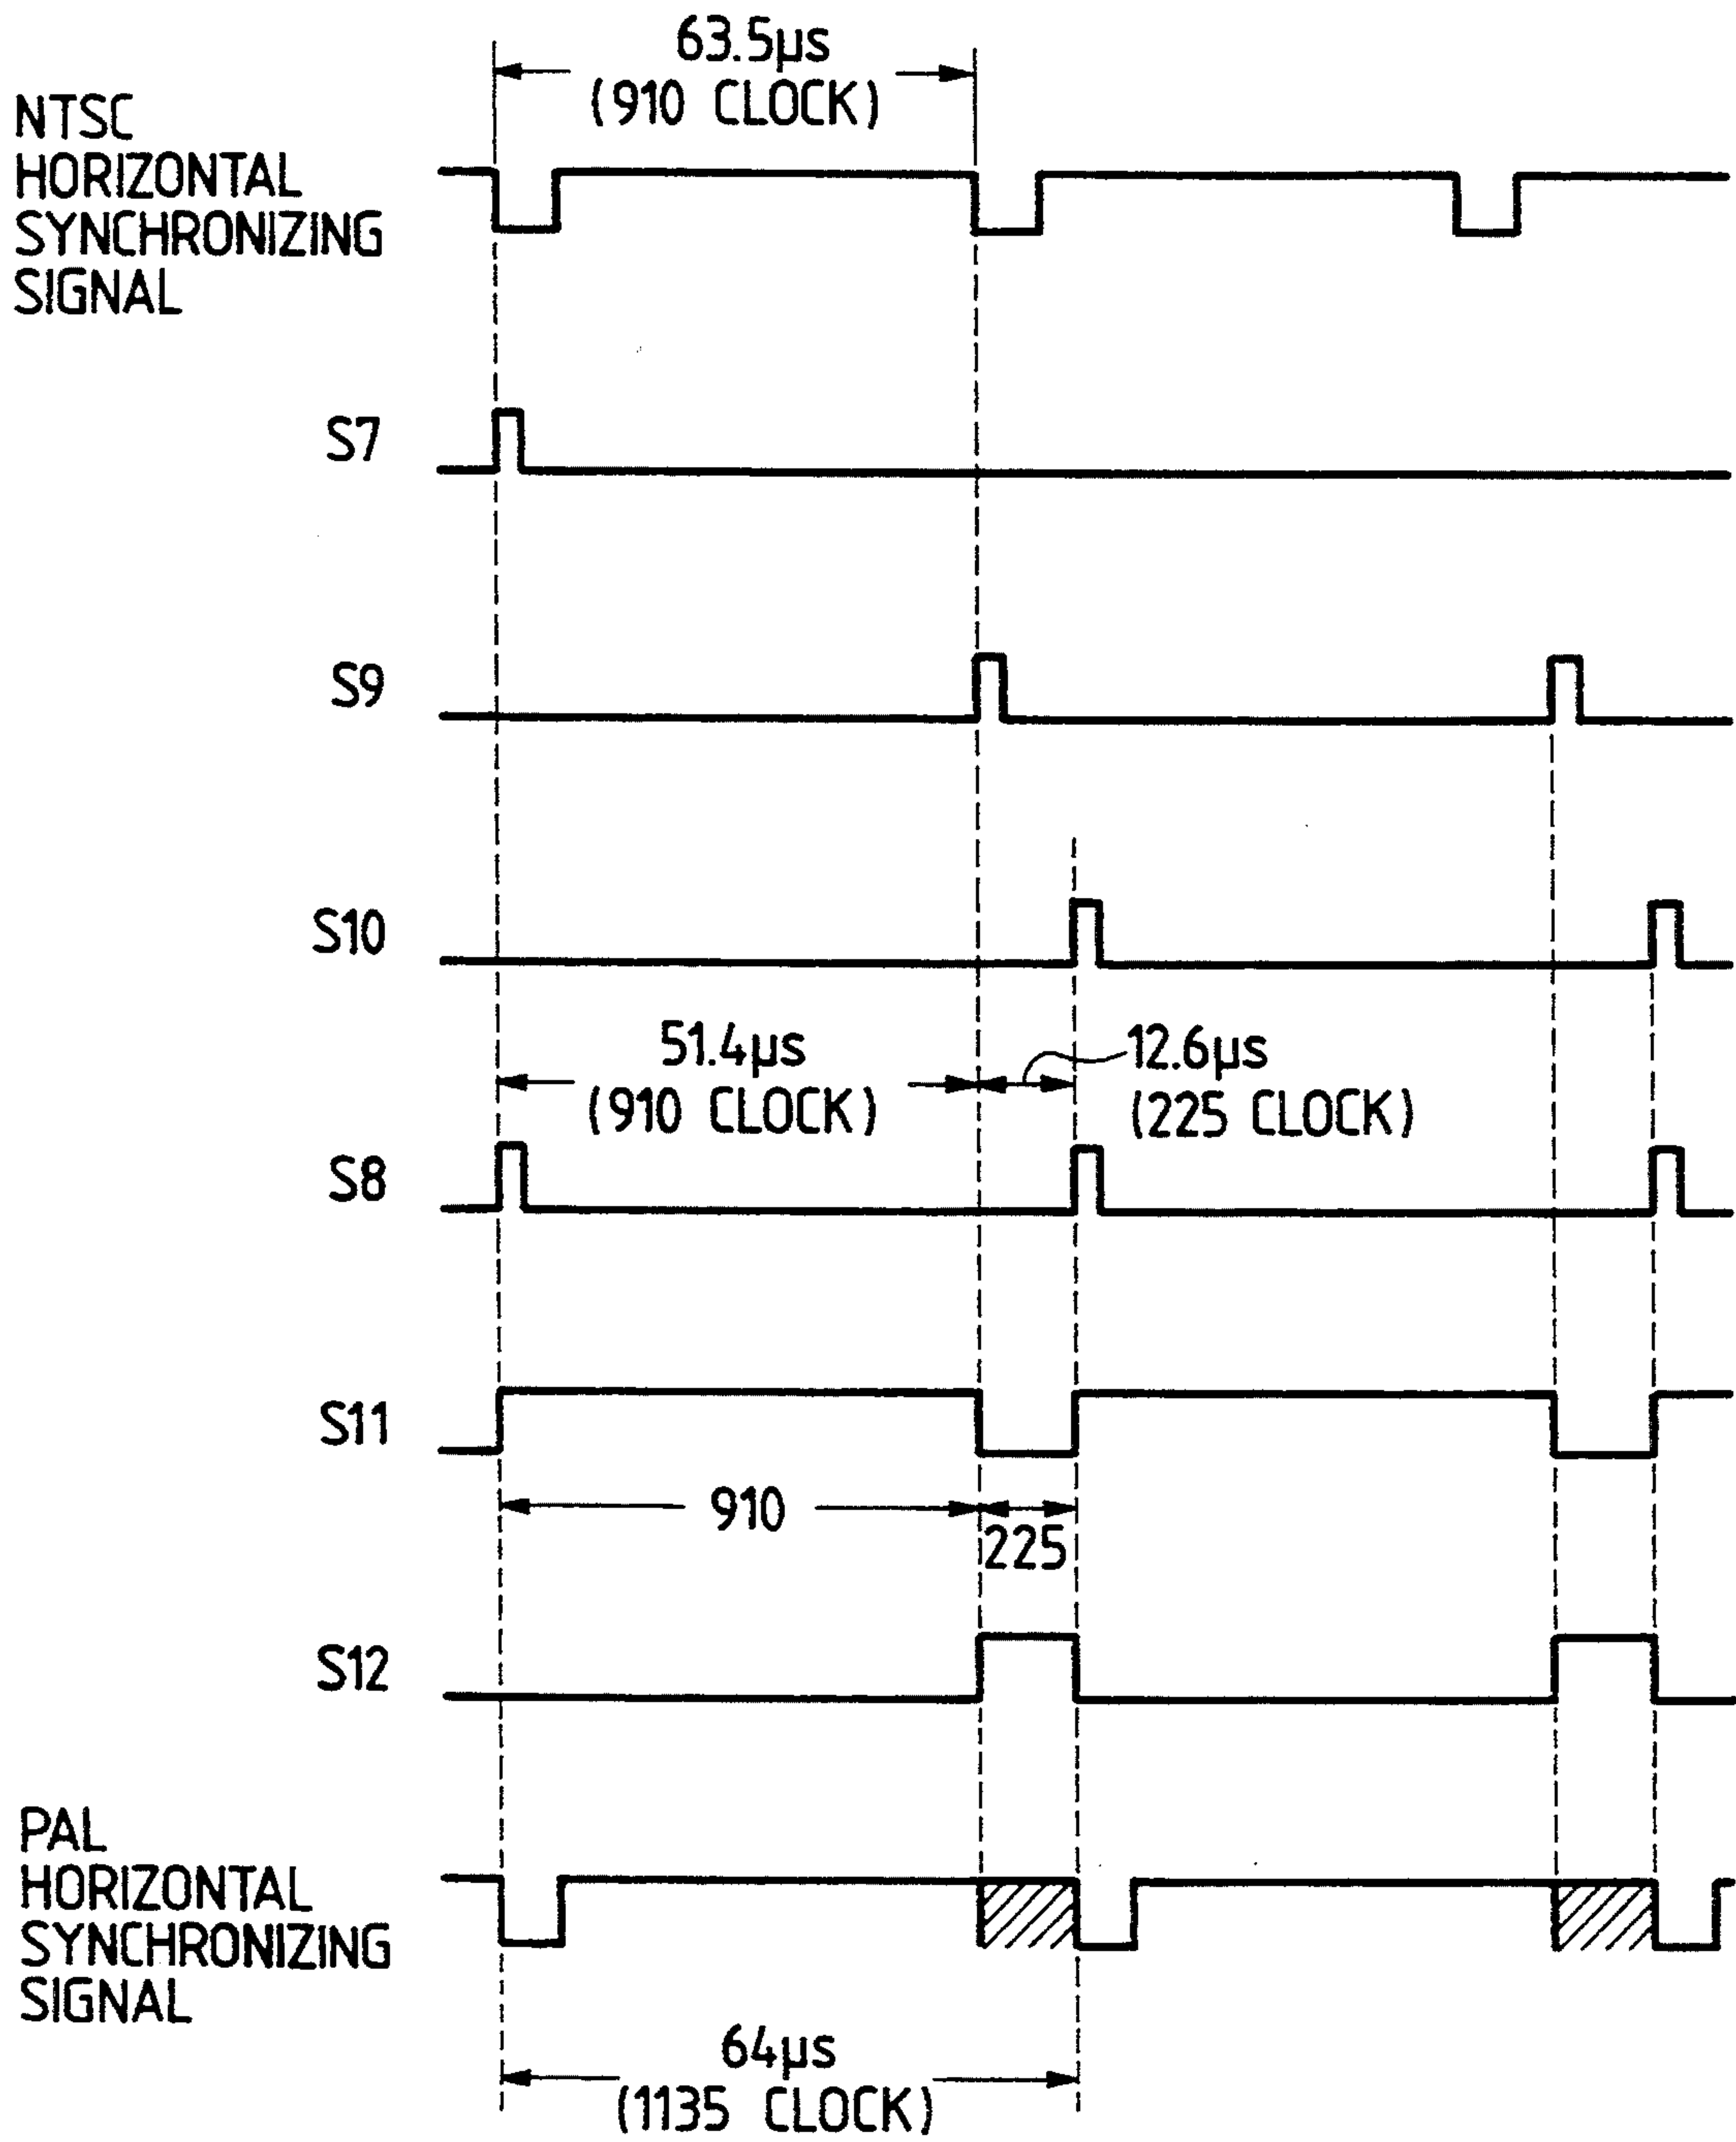 63.5μs
(910 CLOCK)
NTSC
HORIZONTAL
SYNCHRONIZING
SIGNAL
S7
S9
S10
51.4μs
(910 CLOCK)
12.6μs
(225 CLOCK)
S8
S11
910
225
S12
PAL
HORIZONTAL
SYNCHRONIZING
SIGNAL
64μs
(1135 CLOCK)